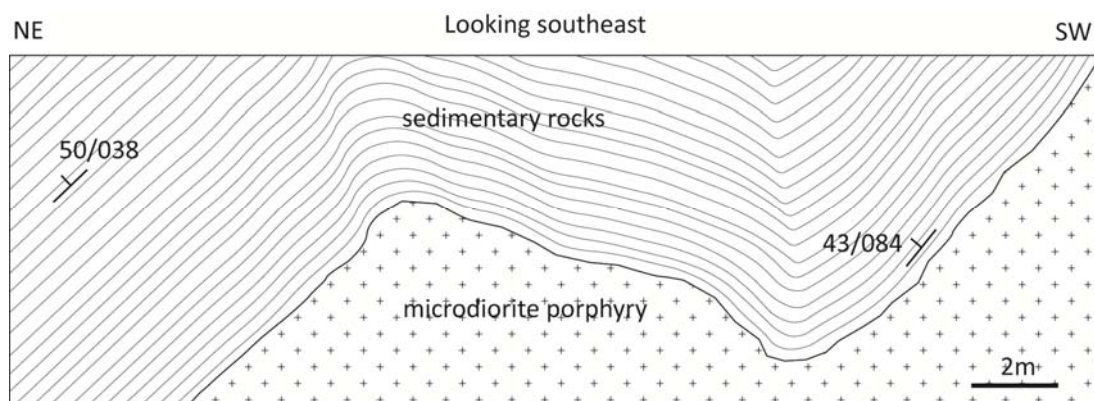 NE
Looking southeast
SW
sedimentary rocks
50/038
43/084
microdiorite porphyry
2m